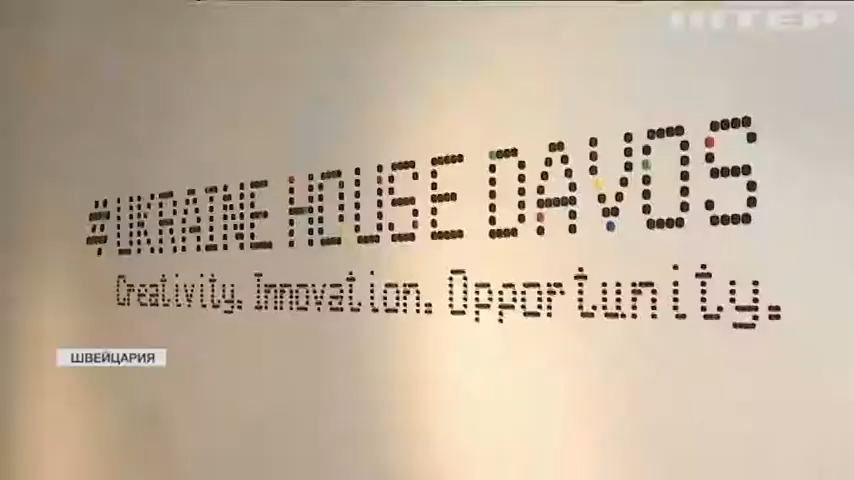 ІНТЕР
#UKRAINE HOUSE DAVOS
Creativity. Innovation. Opportunity.
ШВЕЙЦАРИЯ